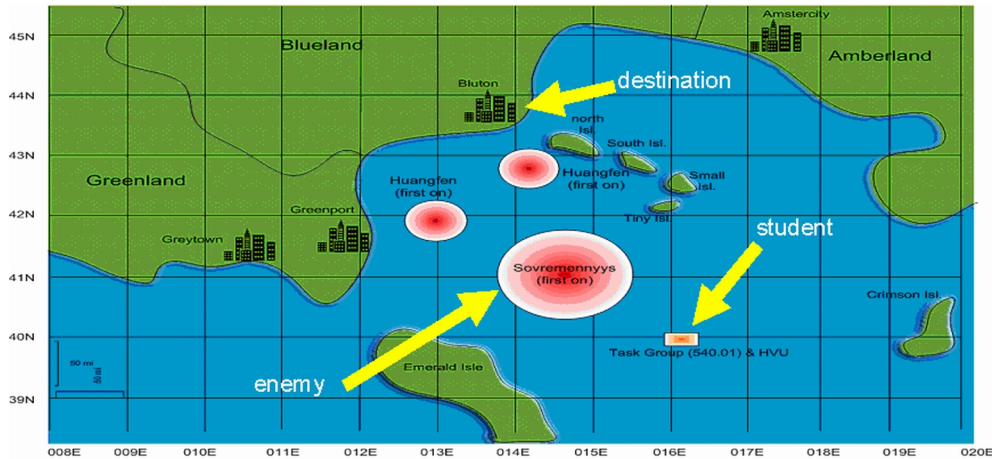 Amstercity
45N
Blueland
Amberland
Bluton
destination
44N
north
Isl.
South Isl.
43N
Huangfen
(first on)
Huangfen
(first on)
Small
Isl.
Greenland
42N
Greenport
Tiny Isl.
student
Greytown
Sovremennyys
(first on)
41N
Crimson Isl.
40N
Task Group (540.01) & HVU
50 mi
50 mi
Emerald Isle
enemy
39N
008E 009E 010E 011E 012E 013E 014E 015E 016E 017E 018E 019E 020E